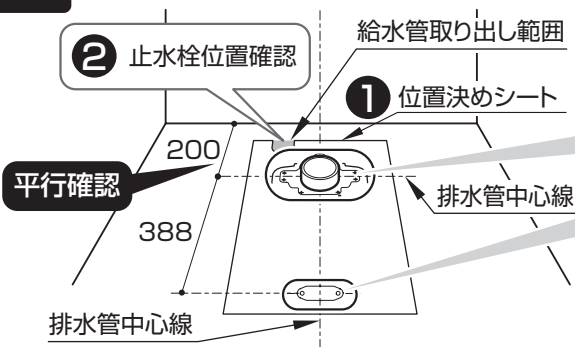 給水管取り出し範囲
❷ 止水栓位置確認
❶ 位置決めシート
200
平行確認
排水管中心線
388
排水管中心線